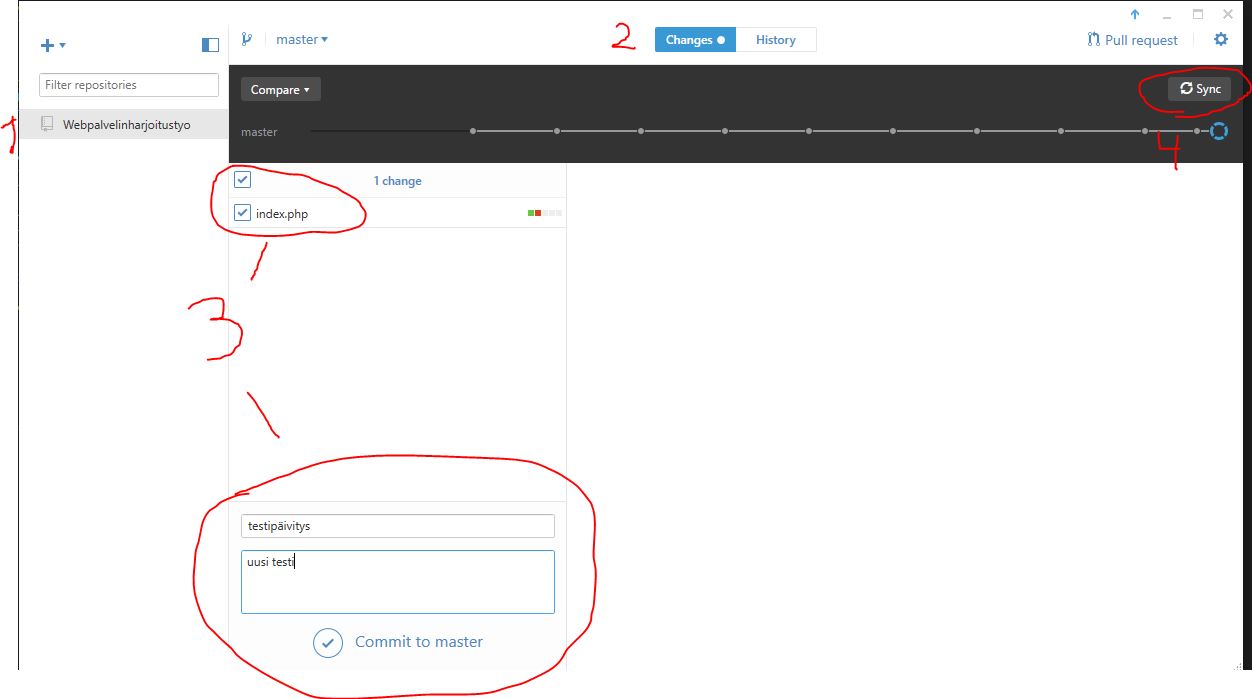 2
master
Changes
History
Pull request
Filter repositories
Compare
Sync
1
Webpalvelinharjoitustyo
master
4
1 change
index.php
3
testipäivitys
uusi testi
Commit to master